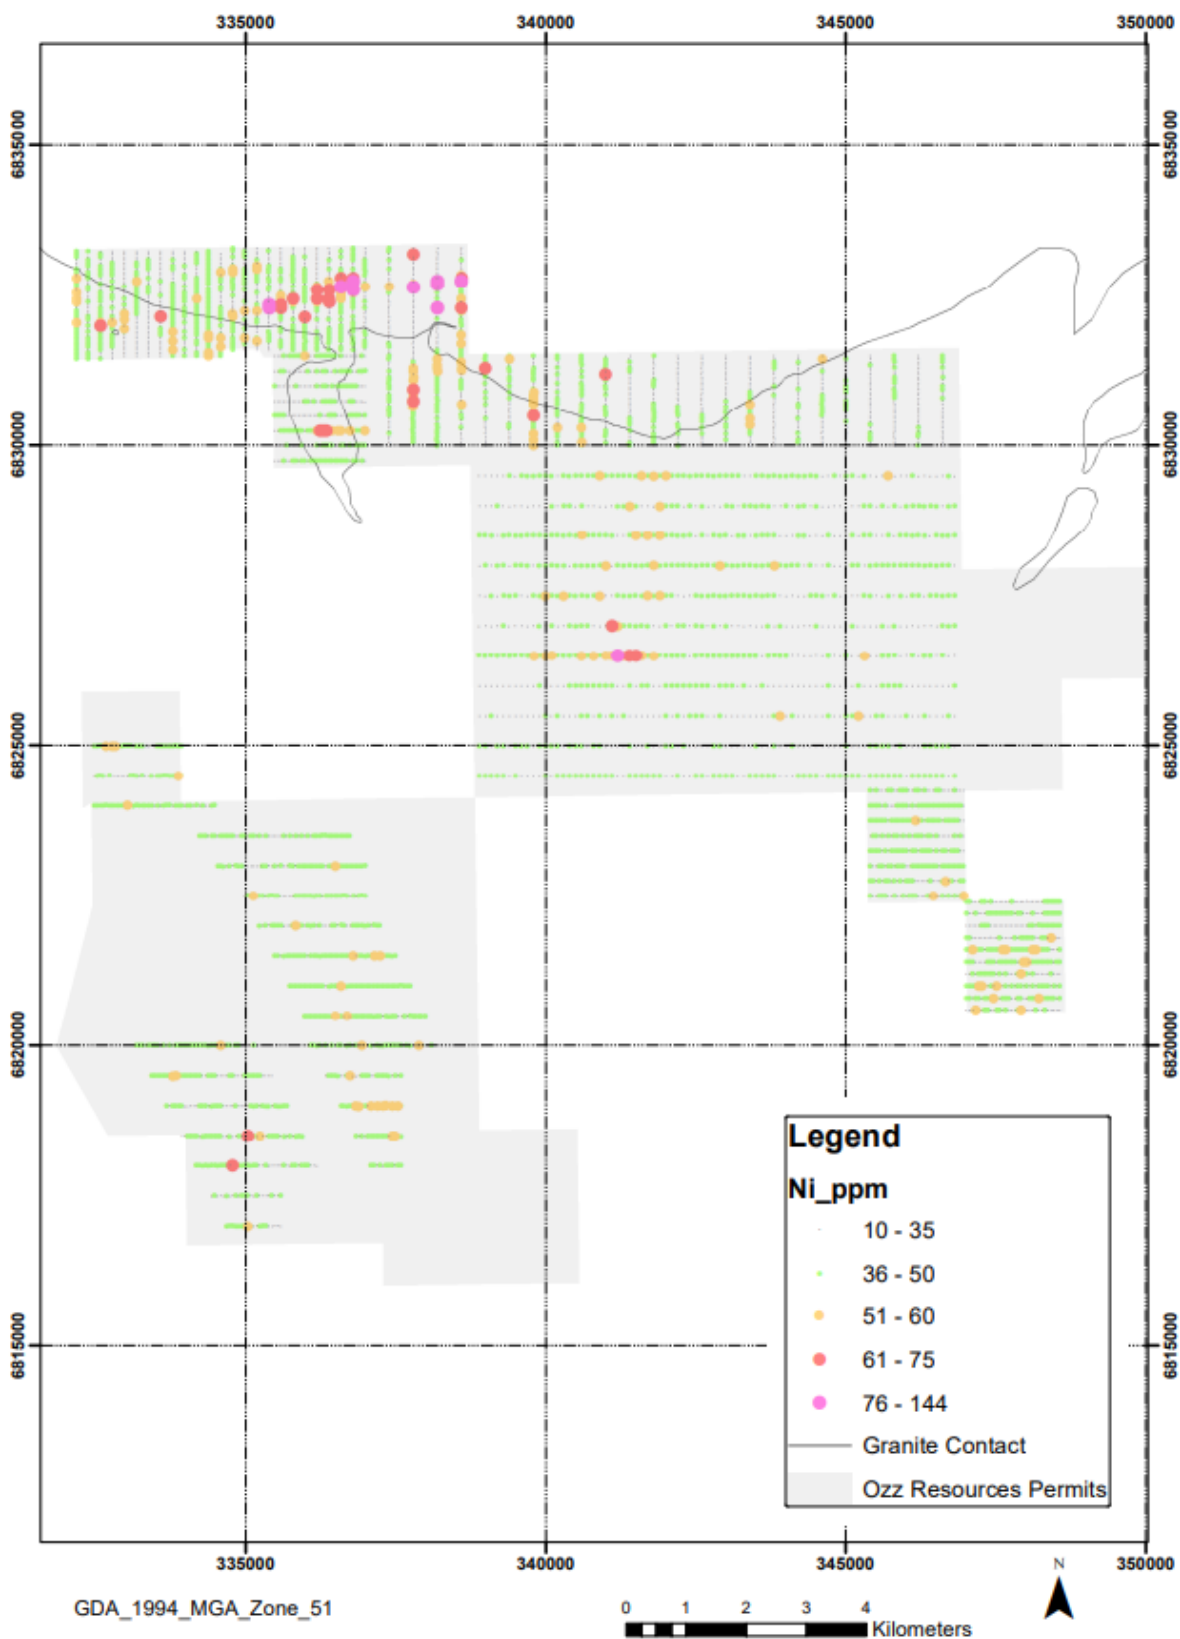 335000 340000 345000 350000
6835000 6835000
6830000 6830000
6825000 6825000
6820000 6820000
6815000 6815000
Legend
Ni_ppm
10 - 35
36 - 50
51 - 60
61 - 75
76 - 144
Granite Contact
Ozz Resources Permits
335000 340000 345000 350000
N
GDA_1994_MGA_Zone_51
0 1 2 3 4
Kilometers